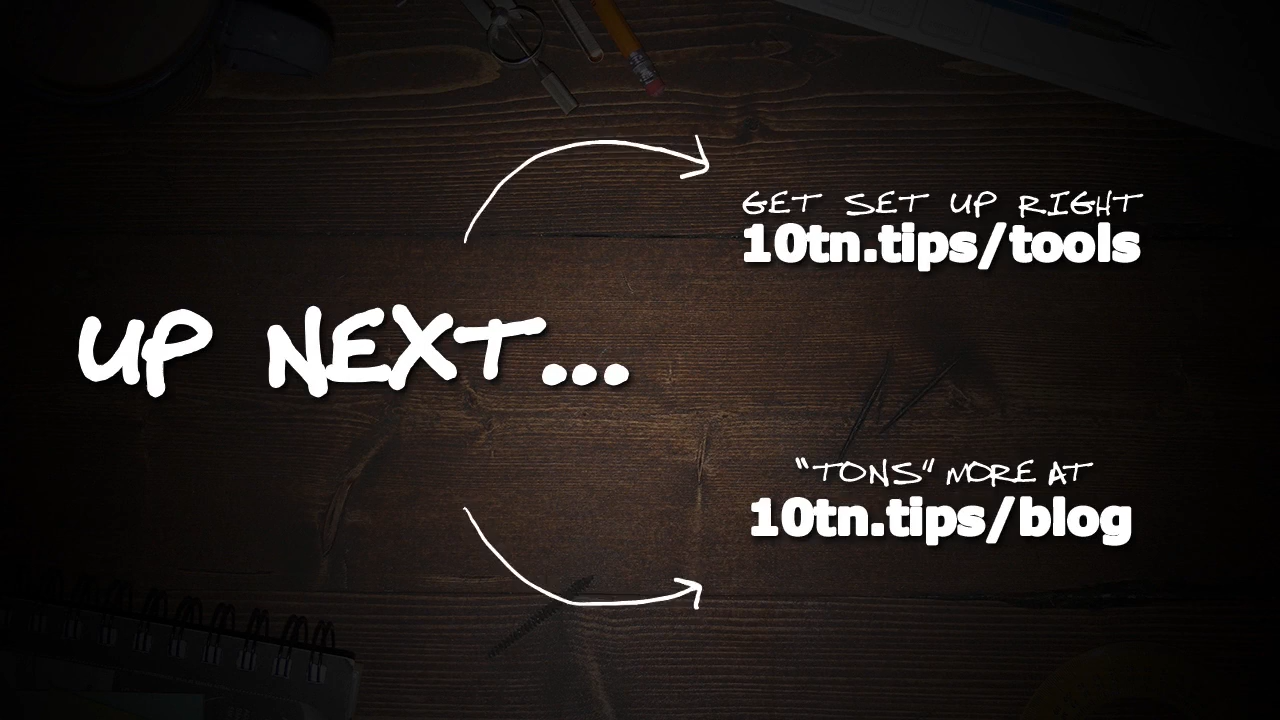 UP NEXT...
GET SET UP RIGHT
10tn.tips/tools
"TONS" MORE AT
10tn.tips/blog